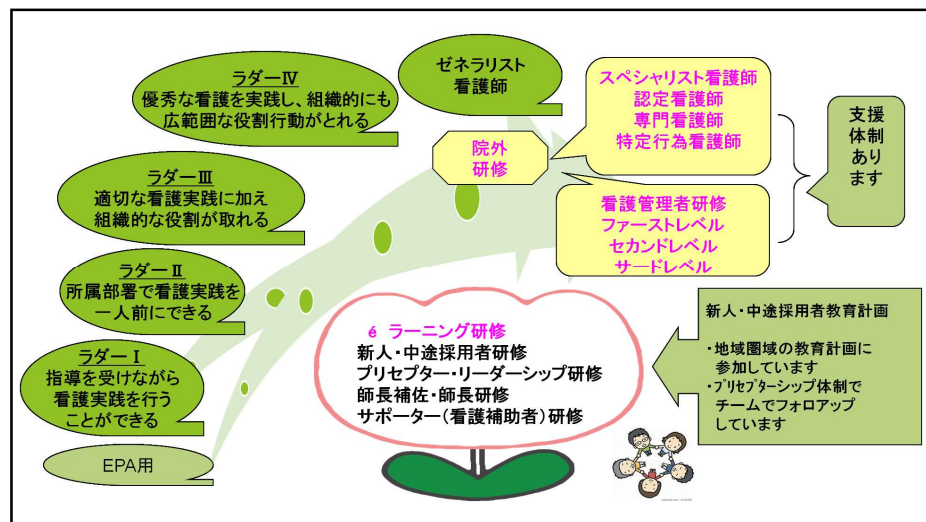 ラダーⅣ
優秀な看護を実践し、組織的にも
広範囲な役割行動がとれる
ゼネラリスト
看護師
スペシャリスト看護師
認定看護師
専門看護師
特定行為看護師
院外
研修
支援
体制
あり
ます
ラダーⅢ
適切な看護実践に加え
組織的な役割が取れる
看護管理者研修
ファーストレベル
セカンドレベル
サードレベル
ラダーⅡ
所属部署で看護実践を
一人前にできる
ラダーⅠ
指導を受けながら
看護実践を行う
ことができる
EPA用
é ラーニング研修
新人・中途採用者研修
プリセプター・リーダーシップ研修
師長補佐・師長研修
サポーター(看護補助者)研修
新人・中途採用者教育計画
・地域圏域の教育計画に
参加しています
・プリセプターシップ体制で
チームでフォロアップ
しています